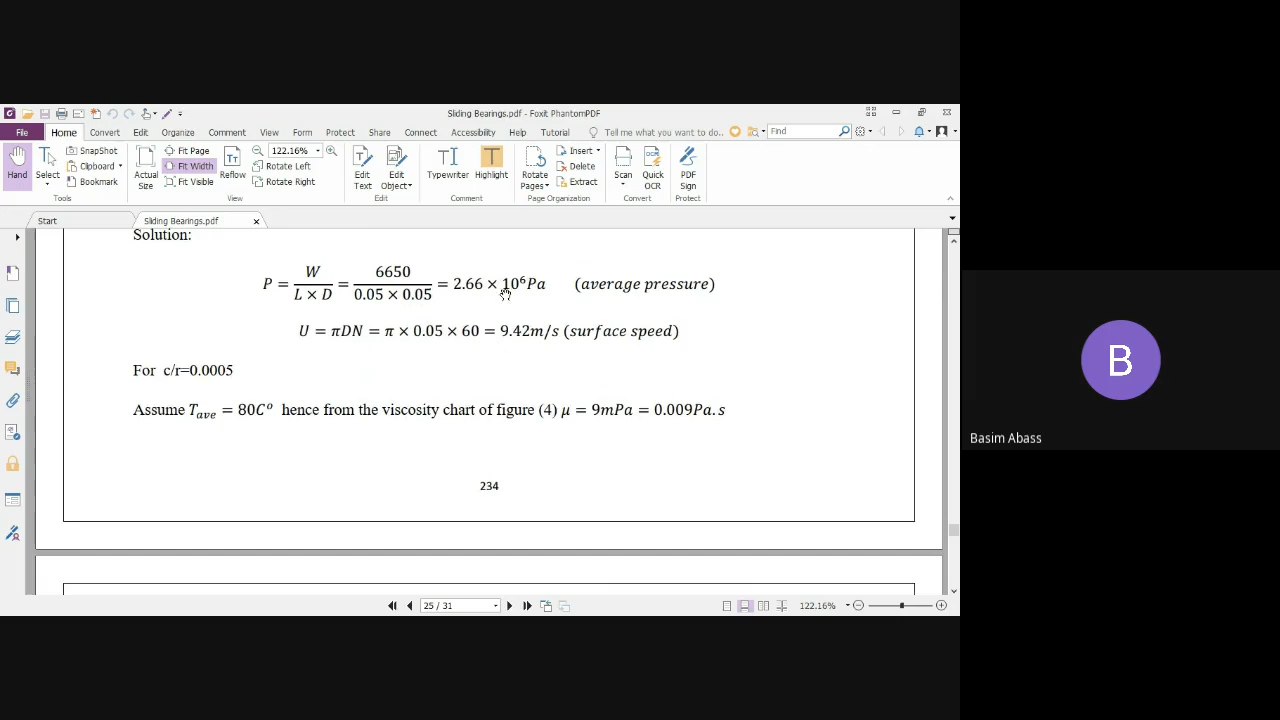 Sliding Bearings.pdf - Foxit PhantomPDF
File Home Convert Edit Organize Comment View Form Protect Share Connect Accessibility Help Tutorial Tell me what you want to do.. Find
Hand Select SnapShot Clipboard Bookmark Tools
Actual Size Fit Page Fit Width Fit Visible Reflow 122.16% Rotate Left Rotate Right View
Edit Text Edit Object Edit
Typewriter Highlight Comment
Rotate Pages Insert Delete Extract Page Organization
Scan Quick OCR Convert
PDF Sign Protect
Start Sliding Bearings.pdf
Solution:
P = W / (L × D) = 6650 / (0.05 × 0.05) = 2.66 × 10⁶Pa (average pressure)
U = πDN = π × 0.05 × 60 = 9.42m/s (surface speed)
For c/r=0.0005
Assume T_ave = 80C° hence from the viscosity chart of figure (4) μ = 9mPa = 0.009Pa.s
234
25 / 31 122.16%
B
Basim Abass